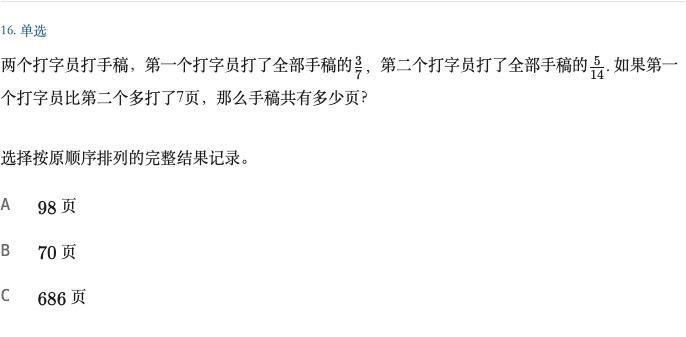 16. 单选
两个打字员打手稿，第一个打字员打了全部手稿的3/7，第二个打字员打了全部手稿的5/14. 如果第一
个打字员比第二个多打了7页，那么手稿共有多少页?
选择按原顺序排列的完整结果记录。
A 98 页
B 70 页
C 686 页